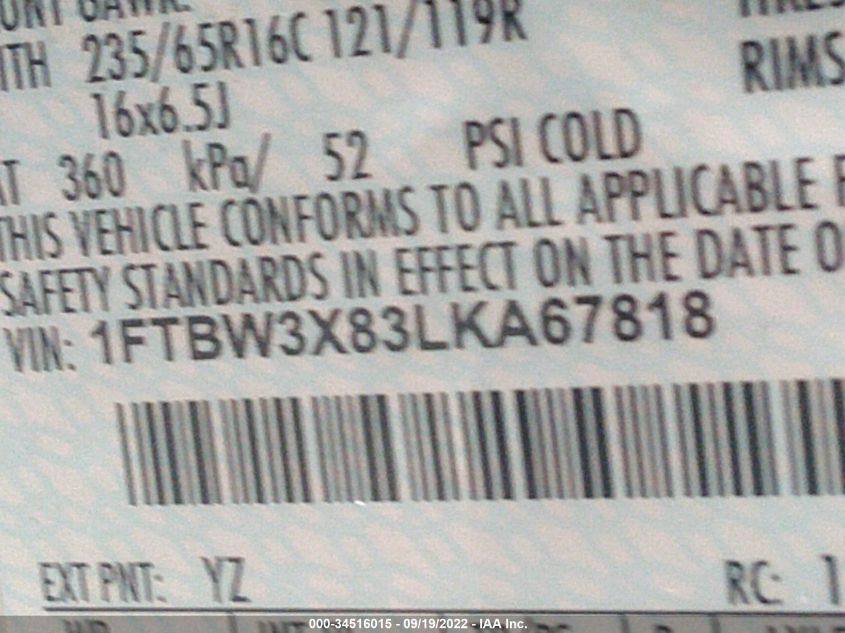 235/65R16C 121/119R
RIMS
16x6.5J
360 kPa/ 52 PSI COLD
THIS VEHICLE CONFORMS TO ALL APPLICABLE
SAFETY STANDARDS IN EFFECT ON THE DATE
VIN: 1FTBW3X83LKA67818
EXT PNT: YZ RC: 1
000-34516015 - 09/19/2022 - IAA Inc.